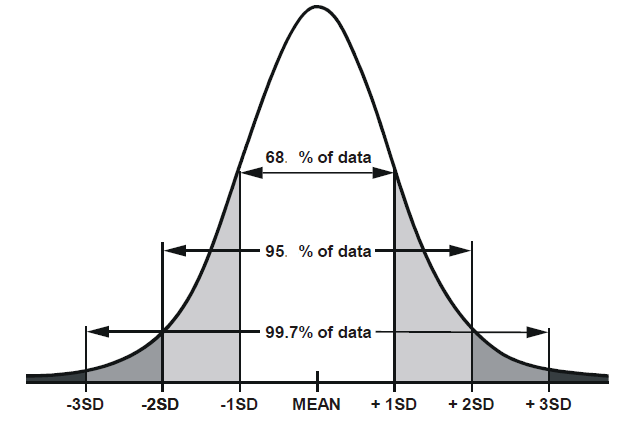 68. % of data
95. % of data
99.7% of data
-3SD -2SD -1SD MEAN + 1SD + 2SD + 3SD